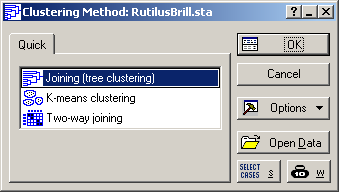 Clustering Method: RutilusBrill.sta
Quick
Joining (tree clustering)
K-means clustering
Two-way joining
OK
Cancel
Options
Open Data
SELECT CASES S
10 W